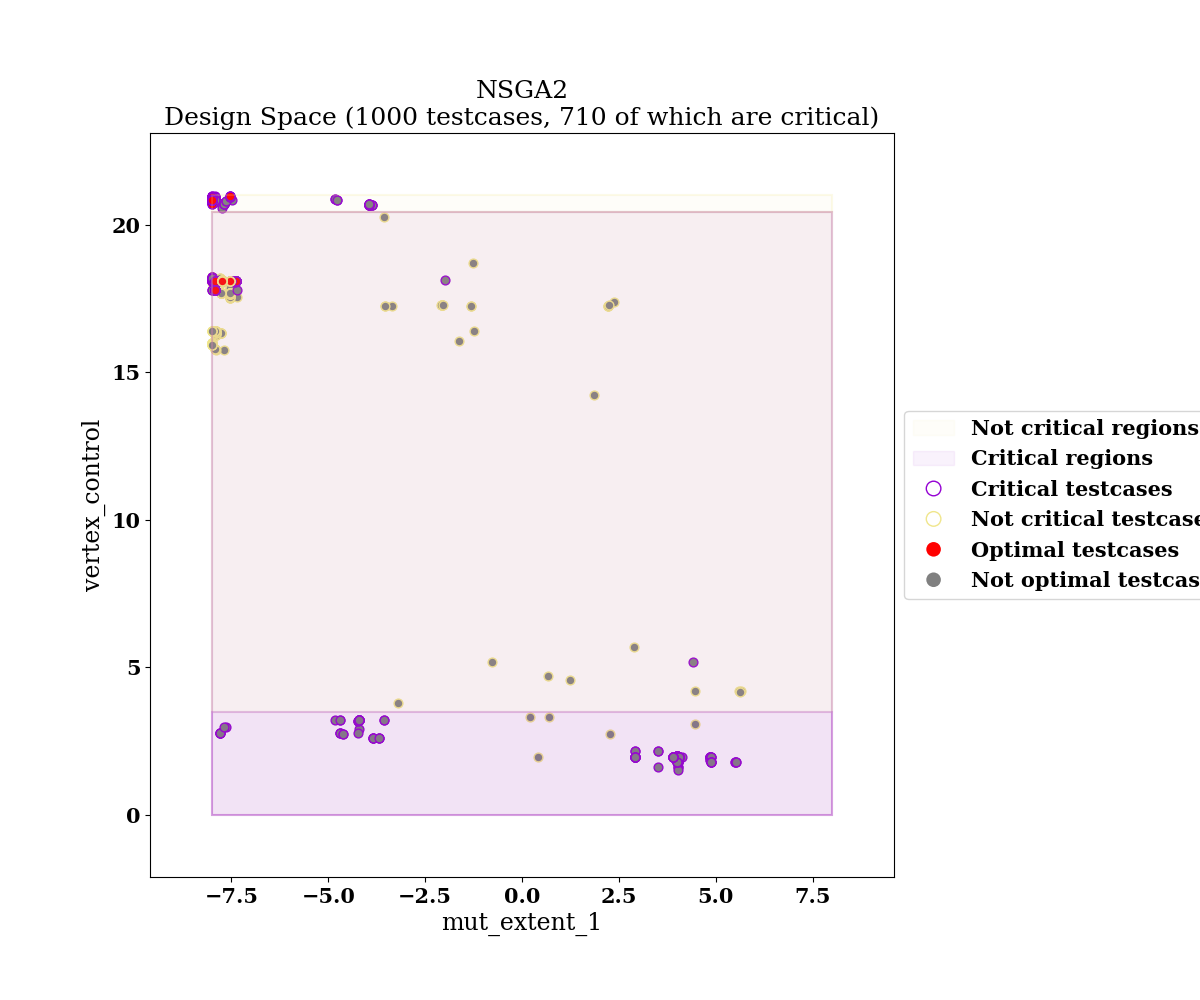 NSGA2
Design Space (1000 testcases, 710 of which are critical)
20
15
10
5
0
vertex_control
−7.5
−5.0
−2.5
0.0
2.5
5.0
7.5
mut_extent_1
Not critical regions
Critical regions
Critical testcases
Not critical testcase
Optimal testcases
Not optimal testcas